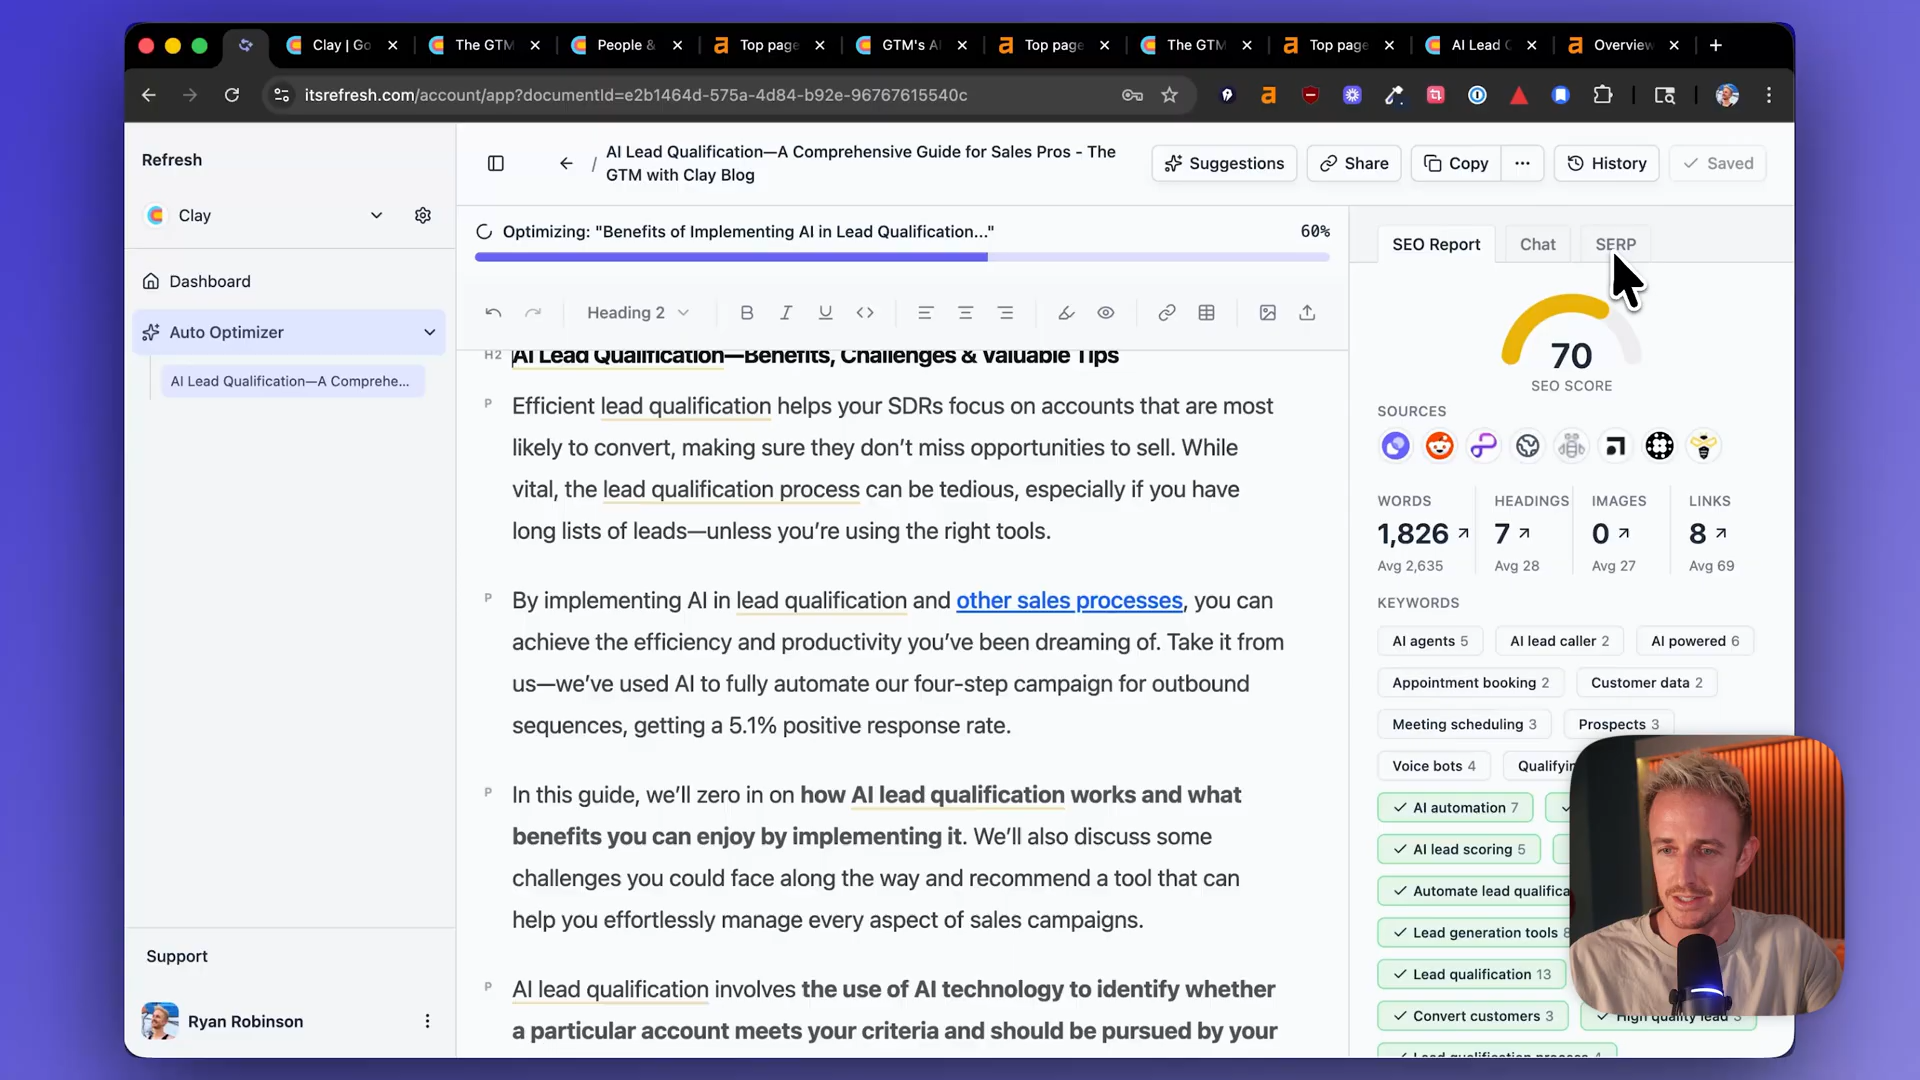 Clay | Go
The GTM
People &
Top page
GTM's A
Top page
The GTM
Top page
AI Lead
Overview
itsrefresh.com/account/app?documentId=e2b1464d-575a-4d84-b92e-96767615540c
Refresh
Clay
Dashboard
Auto Optimizer
AI Lead Qualification—A Comprehe...
Support
Ryan Robinson
/ AI Lead Qualification—A Comprehensive Guide for Sales Pros - The
GTM with Clay Blog
Suggestions
Share
Copy
History
Saved
Optimizing: "Benefits of Implementing AI in Lead Qualification..."
60%
Heading 2
H2 AI Lead Qualification—Benefits, Challenges & Valuable Tips
P Efficient lead qualification helps your SDRs focus on accounts that are most
likely to convert, making sure they don't miss opportunities to sell. While
vital, the lead qualification process can be tedious, especially if you have
long lists of leads—unless you're using the right tools.
P By implementing AI in lead qualification and other sales processes, you can
achieve the efficiency and productivity you've been dreaming of. Take it from
us—we've used AI to fully automate our four-step campaign for outbound
sequences, getting a 5.1% positive response rate.
P In this guide, we'll zero in on how AI lead qualification works and what
benefits you can enjoy by implementing it. We'll also discuss some
challenges you could face along the way and recommend a tool that can
help you effortlessly manage every aspect of sales campaigns.
P AI lead qualification involves the use of AI technology to identify whether
a particular account meets your criteria and should be pursued by your
SEO Report
Chat
SERP
70
SEO SCORE
SOURCES
WORDS HEADINGS IMAGES LINKS
1,826 7 0 8
Avg 2,635 Avg 28 Avg 27 Avg 69
KEYWORDS
AI agents 5 AI lead caller 2 AI powered 6
Appointment booking 2 Customer data 2
Meeting scheduling 3 Prospects 3
Voice bots 4 Qualifyin
AI automation 7
AI lead scoring 5
Automate lead qualifica
Lead generation tools
Lead qualification 13
Convert customers 3 High quality lead 3
Lead qualification process 4